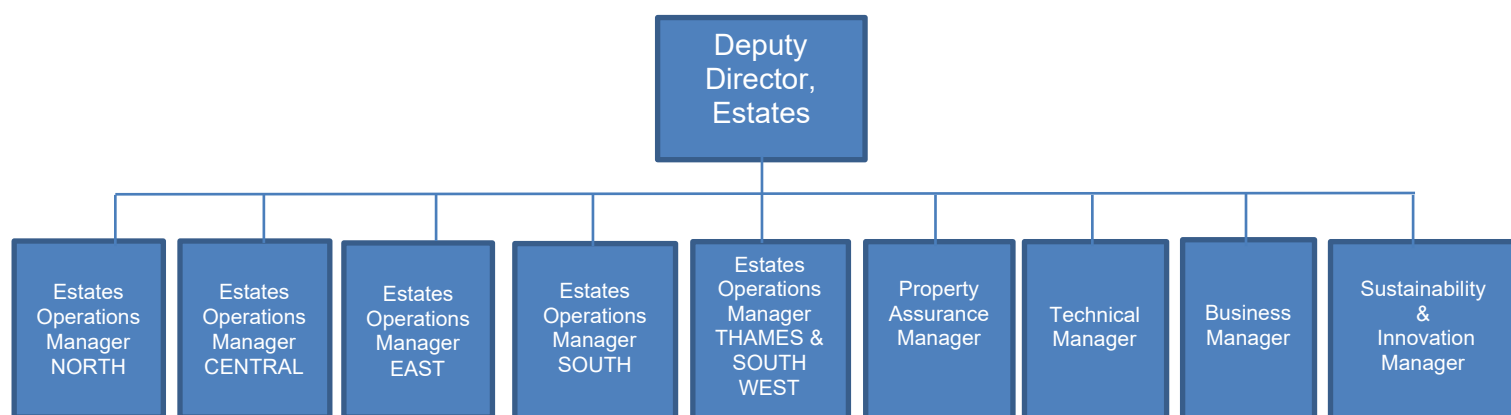 Deputy
Director,
Estates
Estates
Operations
Manager
NORTH
Estates
Operations
Manager
CENTRAL
Estates
Operations
Manager
EAST
Estates
Operations
Manager
SOUTH
Estates
Operations
Manager
THAMES &
SOUTH
WEST
Property
Assurance
Manager
Technical
Manager
Business
Manager
Sustainability
&
Innovation
Manager